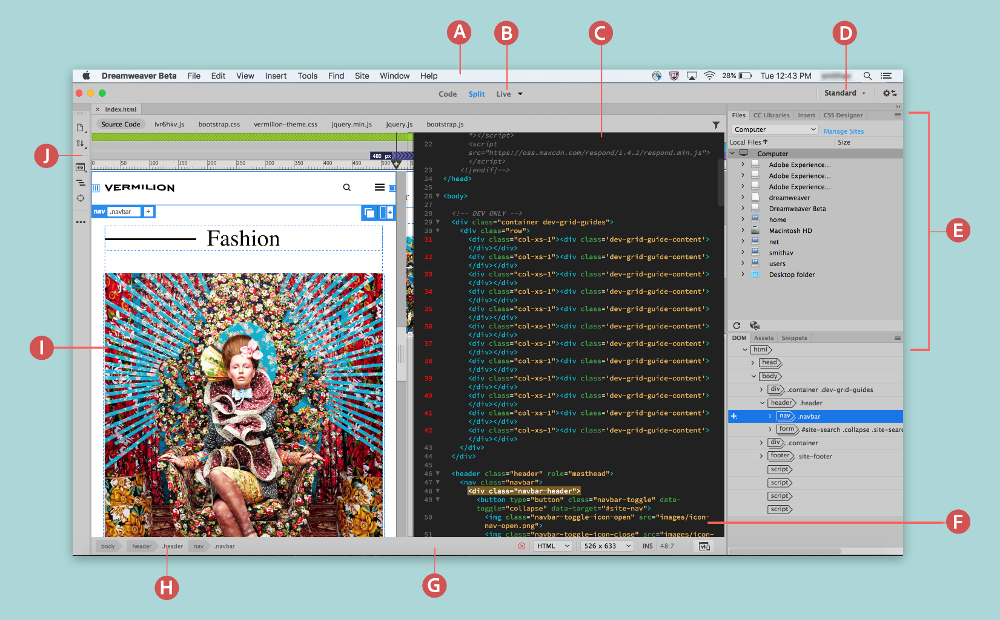 A
B
C
D
Dreamweaver Beta File Edit View Insert Tools Find Site Window Help 28% Tue 12:43 PM
Code Split Live Standard
index.html
Files CC Libraries Insert CSS Designer
Source Code ivr6hkv.js bootstrap.css vermilion-theme.css jquery.min.js jquery.js bootstrap.js
Computer Manage Sites
Local Files Size
J
480 px
0 50 100 150 200 250 300 350 400 450 500
VERMILION
nav .navbar +
Fashion
I
"></script>
22 <script
src="https://oss.maxcdn.com/respond/1.4.2/respond.min.js">
</script>
23 <![endif]-->
24 </head>
25
26 <body>
27
28 <!-- DEV ONLY -->
29 <div class="container dev-grid-guides">
30 <div class="row">
31 <div class="col-xs-1"><div class='dev-grid-guide-content'>
</div></div>
32 <div class="col-xs-1"><div class='dev-grid-guide-content'>
</div></div>
33 <div class="col-xs-1"><div class='dev-grid-guide-content'>
</div></div>
34 <div class="col-xs-1"><div class='dev-grid-guide-content'>
</div></div>
35 <div class="col-xs-1"><div class='dev-grid-guide-content'>
</div></div>
36 <div class="col-xs-1"><div class='dev-grid-guide-content'>
</div></div>
37 <div class="col-xs-1"><div class='dev-grid-guide-content'>
</div></div>
38 <div class="col-xs-1"><div class='dev-grid-guide-content'>
</div></div>
39 <div class="col-xs-1"><div class='dev-grid-guide-content'>
</div></div>
40 <div class="col-xs-1"><div class='dev-grid-guide-content'>
</div></div>
41 <div class="col-xs-1"><div class='dev-grid-guide-content'>
</div></div>
42 <div class="col-xs-1"><div class='dev-grid-guide-content'>
</div></div>
43 </div>
44 </div>
45
46 <header class="header" role="masthead">
47 <nav class="navbar">
48 <div class="navbar-header">
49 <button type="button" class="navbar-toggle" data-
toggle="collapse" data-target="#site-nav">
50 <img class="navbar-toggle-icon-open" src="images/icon-
nav-open.png">
51 <img class="navbar-toggle-icon-close" src="images/icon-
Computer
Adobe Experience...
Adobe Experience...
Adobe Experience...
dreamweaver
Dreamweaver Beta
home
Macintosh HD
net
smithav
users
Desktop folder
E
DOM Assets Snippets
html
head
body
div .container .dev-grid-guides
header .header
nav .navbar
form #site-search .collapse .site-searc
div .container
footer .site-footer
script
script
script
script
F
body header .header nav .navbar HTML 526 x 633 INS 48:7
H
G